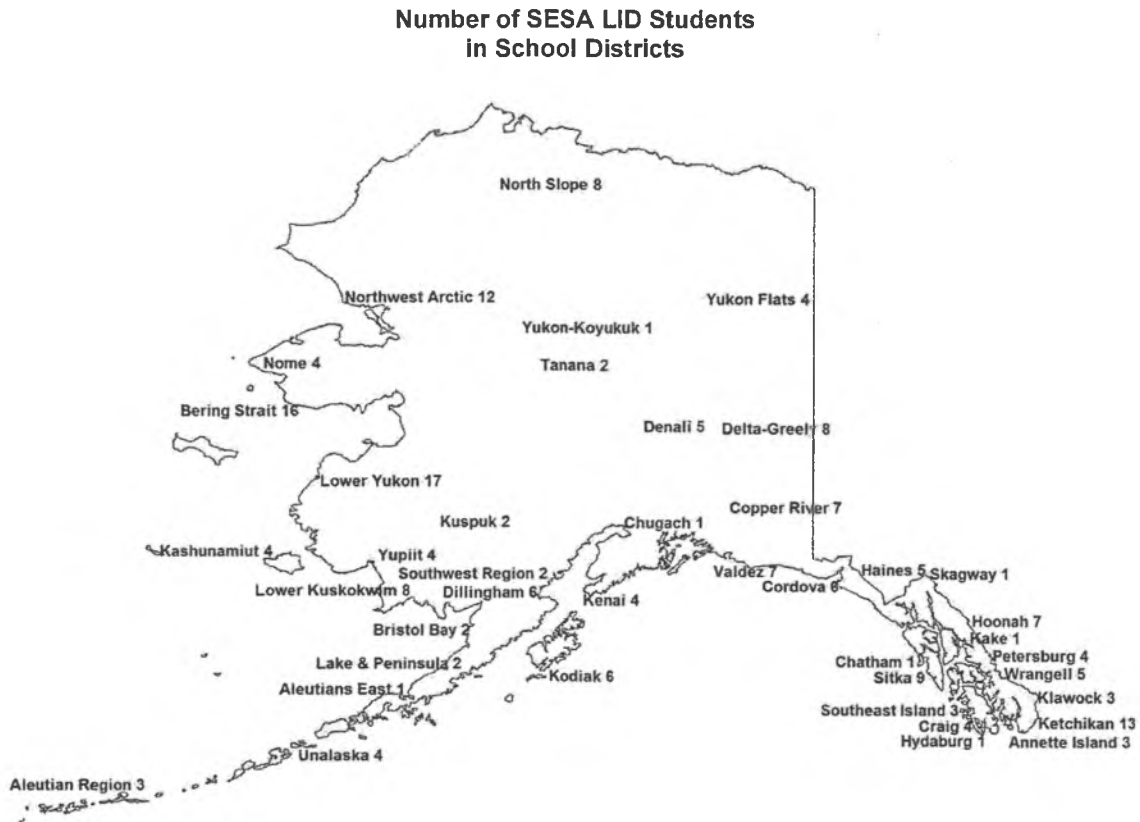 Number of SESA LID Students
in School Districts
North Slope 8
Northwest Arctic 12
Yukon Flats 4
Yukon-Koyukuk 1
Nome 4
Tanana 2
Bering Strait 16
Denali 5
Delta-Greely 8
Lower Yukon 17
Copper River 7
Kuspuk 2
Chugach 1
Kashunamiut 4
Yupiit 4
Southwest Region 2
Valdez 7
Haines 5
Skagway 1
Lower Kuskokwim 8
Dillingham 6
Kenai 4
Cordova 6
Bristol Bay 2
Hoonah 7
Kake 1
Lake & Peninsula 2
Chatham 1
Petersburg 4
Kodiak 6
Sitka 9
Wrangell 5
Aleutians East 1
Klawock 3
Southeast Island 3
Craig 4
Ketchikan 13
Hydaburg 1
Annette Island 3
Unalaska 4
Aleutian Region 3